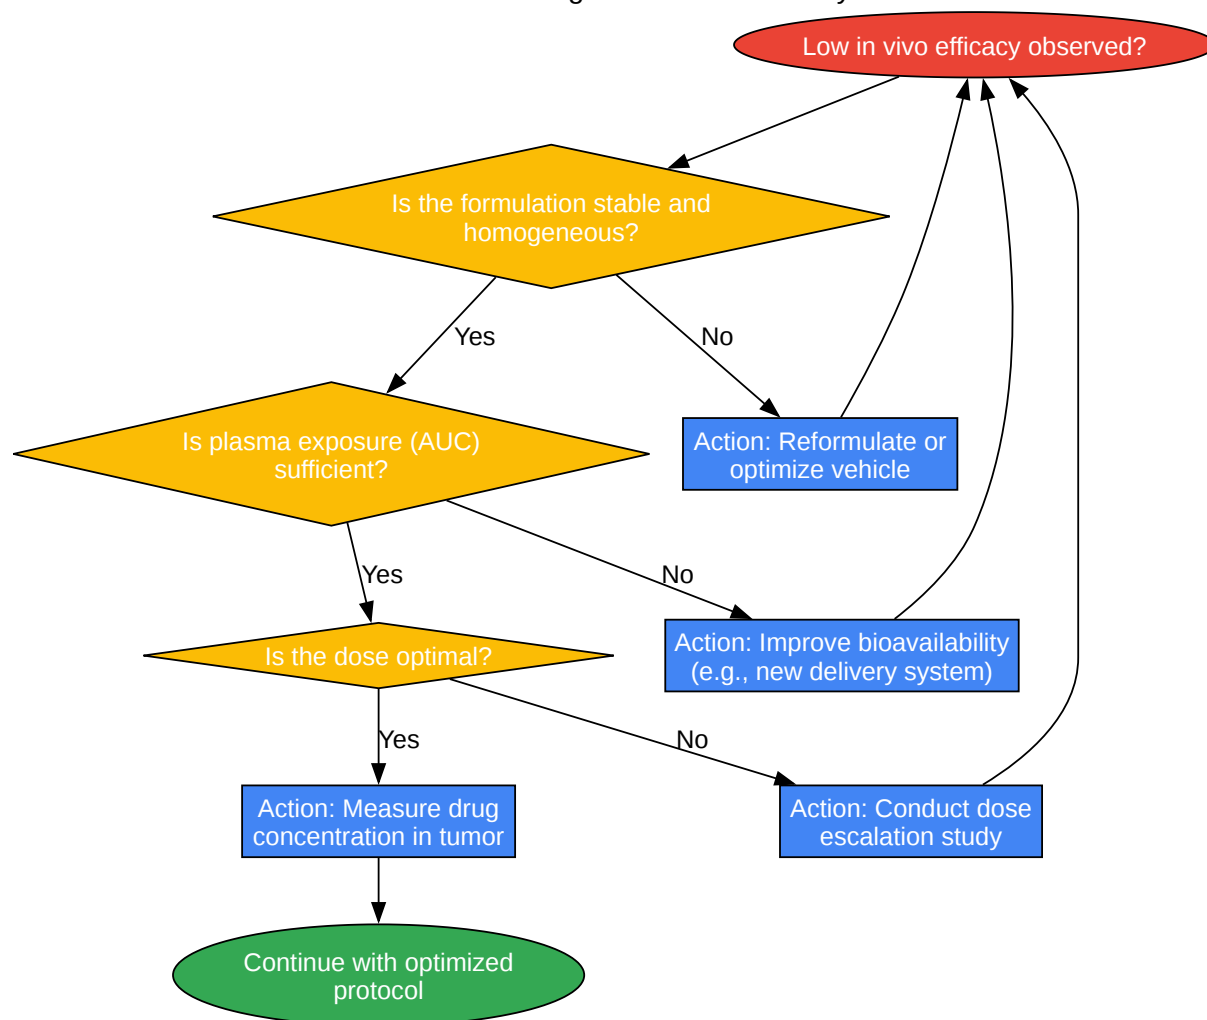 Low in vivo efficacy observed?
Is the formulation stable and
homogeneous?
Yes
No
Is plasma exposure (AUC)
sufficient?
Action: Reformulate or
optimize vehicle
Yes
No
Is the dose optimal?
Action: Improve bioavailability
(e.g., new delivery system)
Yes
No
Action: Measure drug
concentration in tumor
Action: Conduct dose
escalation study
Continue with optimized
protocol